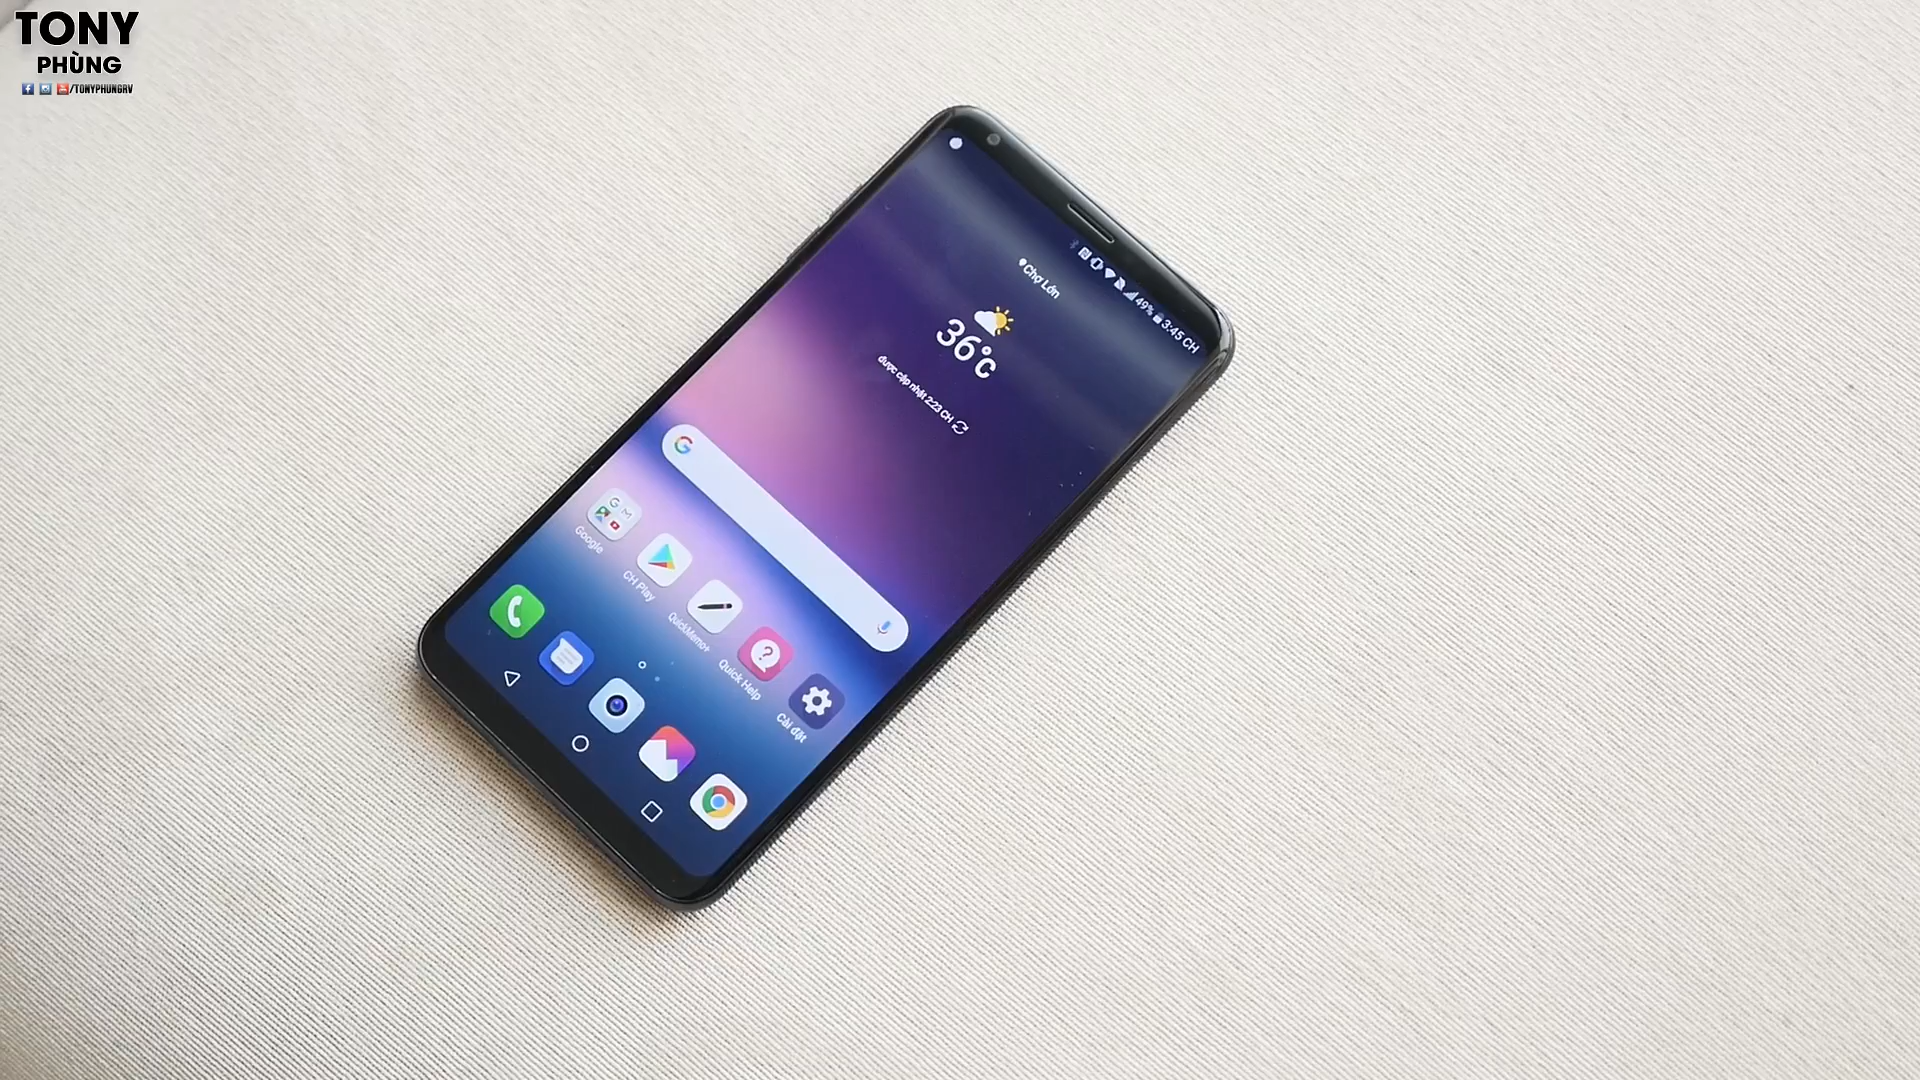 TONY
PHÙNG
/TONYPHUNGRV
49% 3:45 CH
Chợ Lớn
36°C
được cập nhật 2:23 CH
G
Google
CH Play
QuickMemo+
Quick Help
Cài đặt